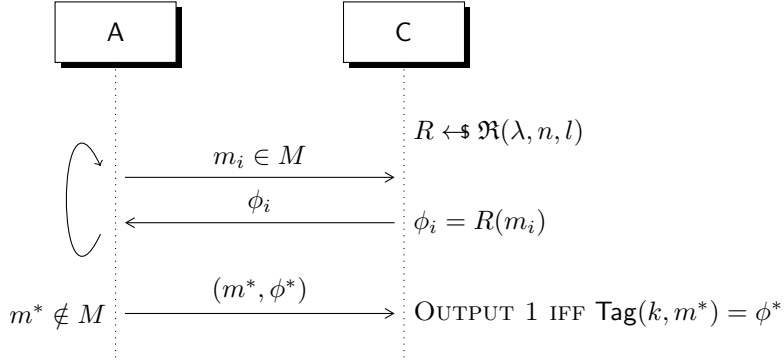 A C
R ←$ ℜ(λ, n, l)
m_i ∈ M
ϕ_i
ϕ_i = R(m_i)
(m*, ϕ*)
m* ∉ M
OUTPUT 1 IFF Tag(k, m*) = ϕ*